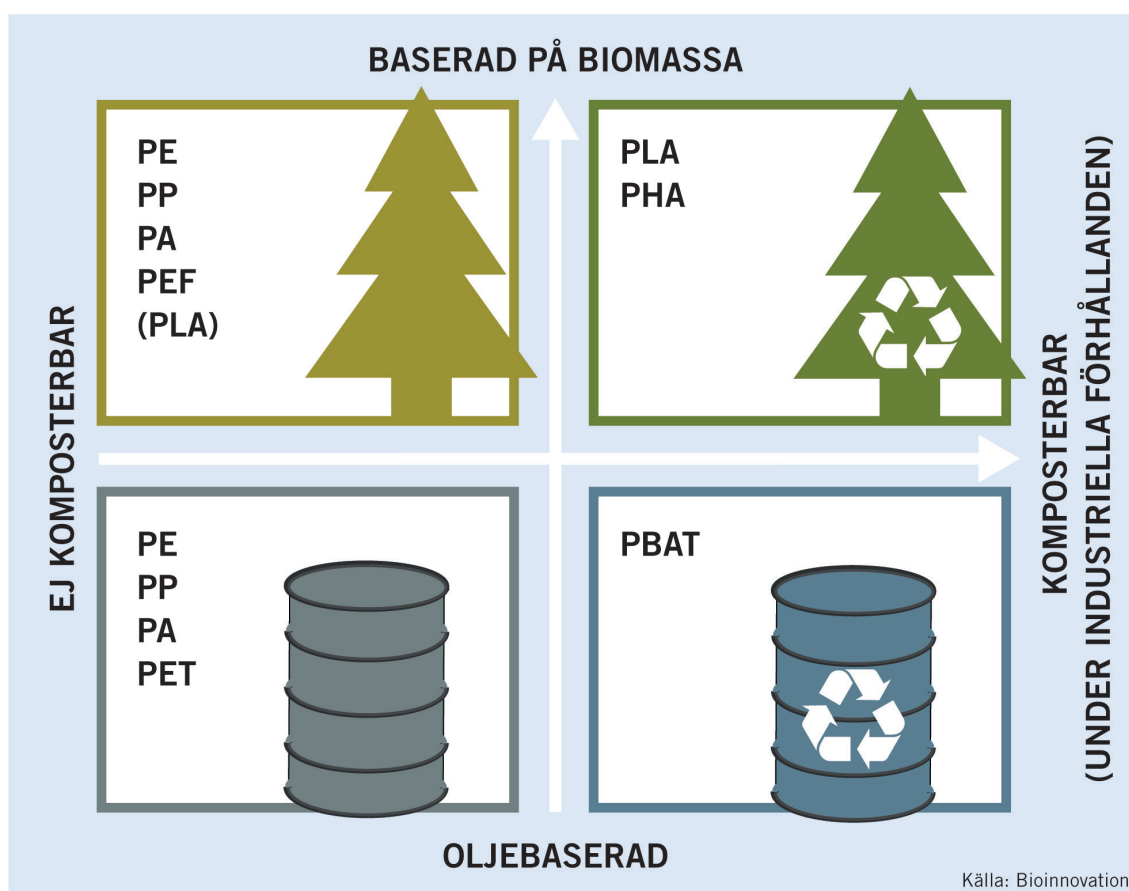 BASERAD PÅ BIOMASSA
PE
PP
PA
PEF
(PLA)
PLA
PHA
EJ KOMPOSTERBAR
KOMPOSTERBAR
(UNDER INDUSTRIELLA FÖRHÅLLANDEN)
PE
PP
PA
PET
PBAT
OLJEBASERAD
Källa: Bioinnovation